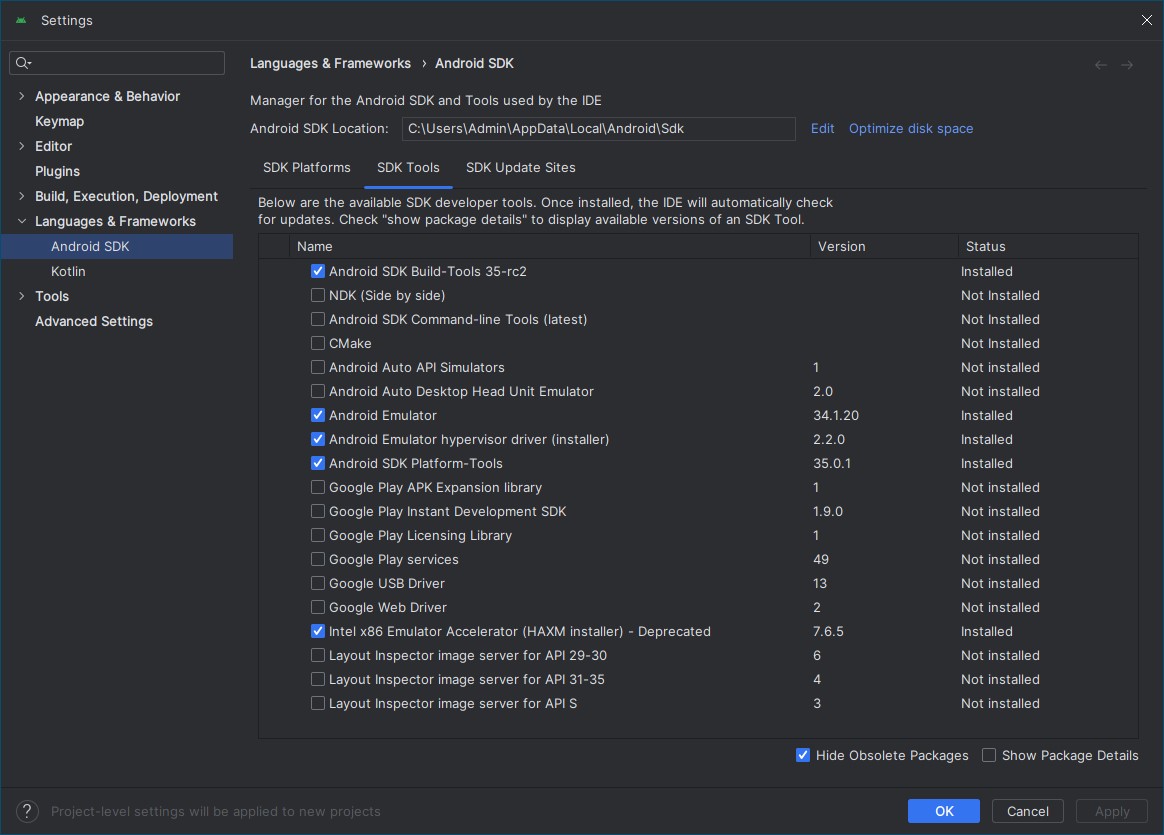 Settings
Languages & Frameworks › Android SDK
Appearance & Behavior
Keymap
Editor
Plugins
Build, Execution, Deployment
Languages & Frameworks
Android SDK
Kotlin
Tools
Advanced Settings
Manager for the Android SDK and Tools used by the IDE
Android SDK Location: C:\Users\Admin\AppData\Local\Android\Sdk Edit Optimize disk space
SDK Platforms SDK Tools SDK Update Sites
Below are the available SDK developer tools. Once installed, the IDE will automatically check
for updates. Check "show package details" to display available versions of an SDK Tool.
Name Version Status
Android SDK Build-Tools 35-rc2 Installed
NDK (Side by side) Not Installed
Android SDK Command-line Tools (latest) Not Installed
CMake Not Installed
Android Auto API Simulators 1 Not installed
Android Auto Desktop Head Unit Emulator 2.0 Not installed
Android Emulator 34.1.20 Installed
Android Emulator hypervisor driver (installer) 2.2.0 Installed
Android SDK Platform-Tools 35.0.1 Installed
Google Play APK Expansion library 1 Not installed
Google Play Instant Development SDK 1.9.0 Not installed
Google Play Licensing Library 1 Not installed
Google Play services 49 Not installed
Google USB Driver 13 Not installed
Google Web Driver 2 Not installed
Intel x86 Emulator Accelerator (HAXM installer) - Deprecated 7.6.5 Installed
Layout Inspector image server for API 29-30 6 Not installed
Layout Inspector image server for API 31-35 4 Not installed
Layout Inspector image server for API S 3 Not installed
Hide Obsolete Packages Show Package Details
? Project-level settings will be applied to new projects
OK Cancel Apply